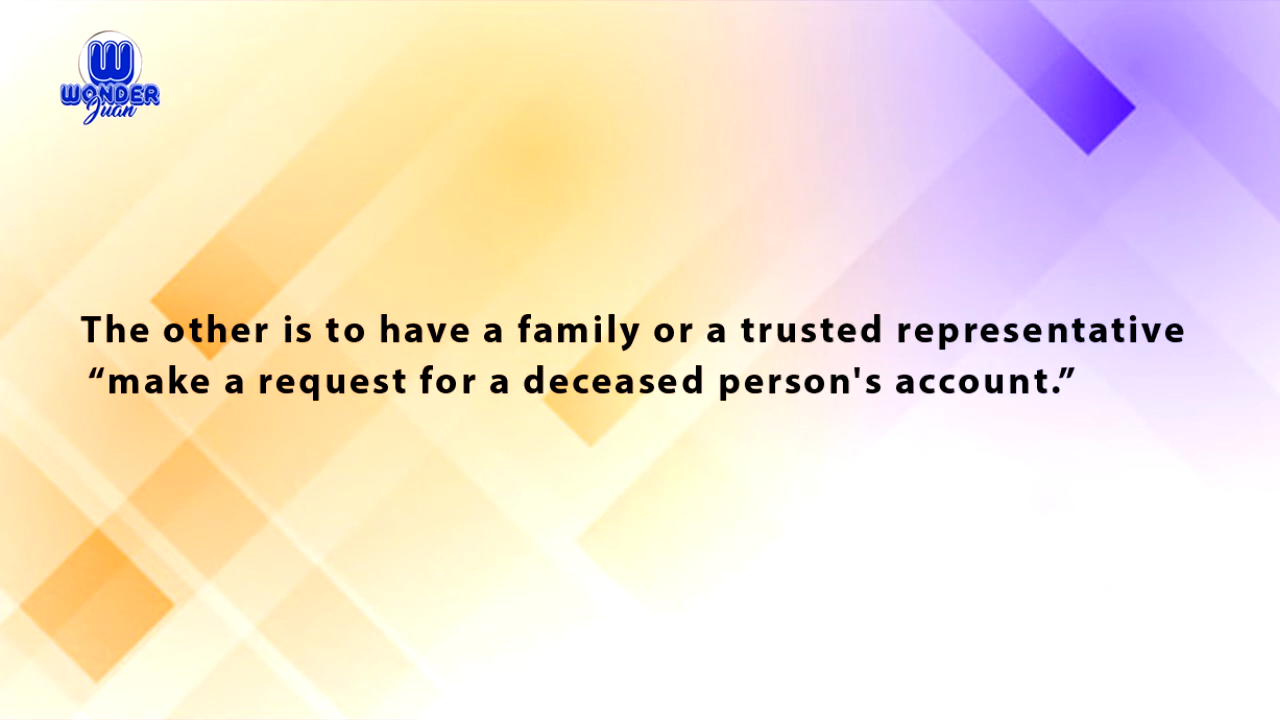 W
WONDER
Juan
The other is to have a family or a trusted representative
“make a request for a deceased person's account.”